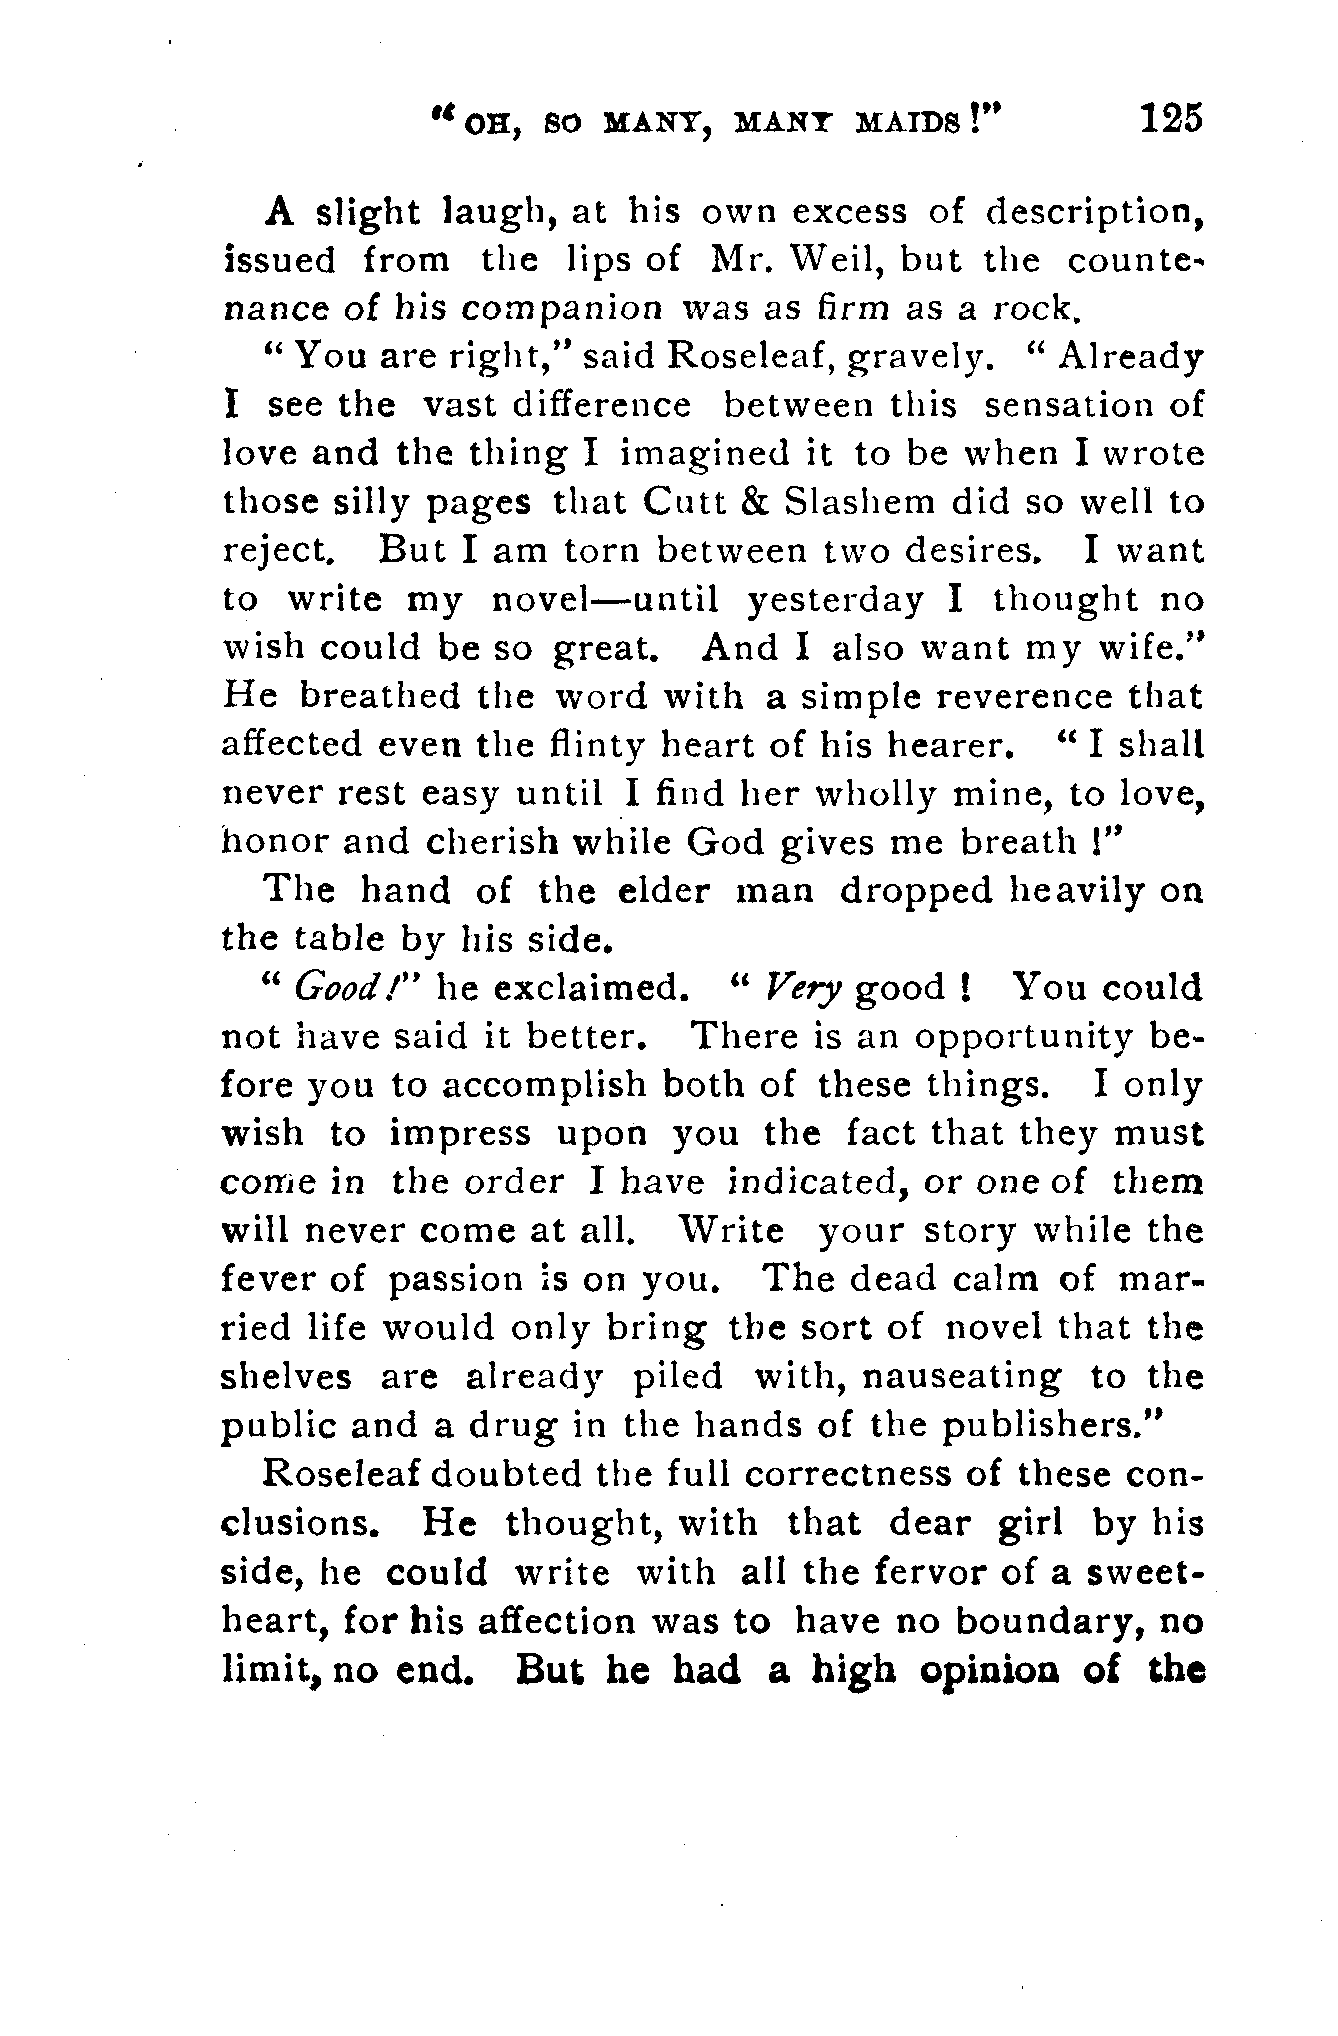 "OH, SO MANY, MANY MAIDS!" 125
A slight laugh, at his own excess of description,
issued from the lips of Mr. Weil, but the counte-
nance of his companion was as firm as a rock.
"You are right," said Roseleaf, gravely. "Already
I see the vast difference between this sensation of
love and the thing I imagined it to be when I wrote
those silly pages that Cutt & Slashem did so well to
reject. But I am torn between two desires. I want
to write my novel—until yesterday I thought no
wish could be so great. And I also want my wife."
He breathed the word with a simple reverence that
affected even the flinty heart of his hearer. "I shall
never rest easy until I find her wholly mine, to love,
honor and cherish while God gives me breath!"
The hand of the elder man dropped heavily on
the table by his side.
"Good!" he exclaimed. "Very good! You could
not have said it better. There is an opportunity be-
fore you to accomplish both of these things. I only
wish to impress upon you the fact that they must
come in the order I have indicated, or one of them
will never come at all. Write your story while the
fever of passion is on you. The dead calm of mar-
ried life would only bring the sort of novel that the
shelves are already piled with, nauseating to the
public and a drug in the hands of the publishers."
Roseleaf doubted the full correctness of these con-
clusions. He thought, with that dear girl by his
side, he could write with all the fervor of a sweet-
heart, for his affection was to have no boundary, no
limit, no end. But he had a high opinion of the